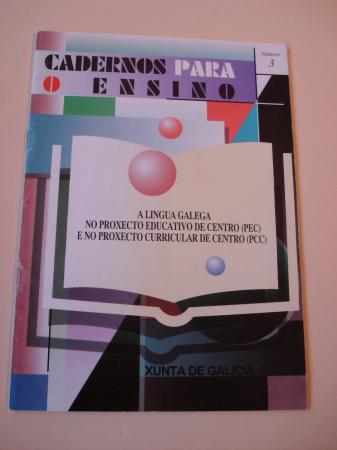 CADERNOS PARA
O ENSINO
Número
3
A LINGUA GALEGA
NO PROXECTO EDUCATIVO DE CENTRO (PEC)
E NO PROXECTO CURRICULAR DE CENTRO (PCC)
XUNTA DE GALICIA